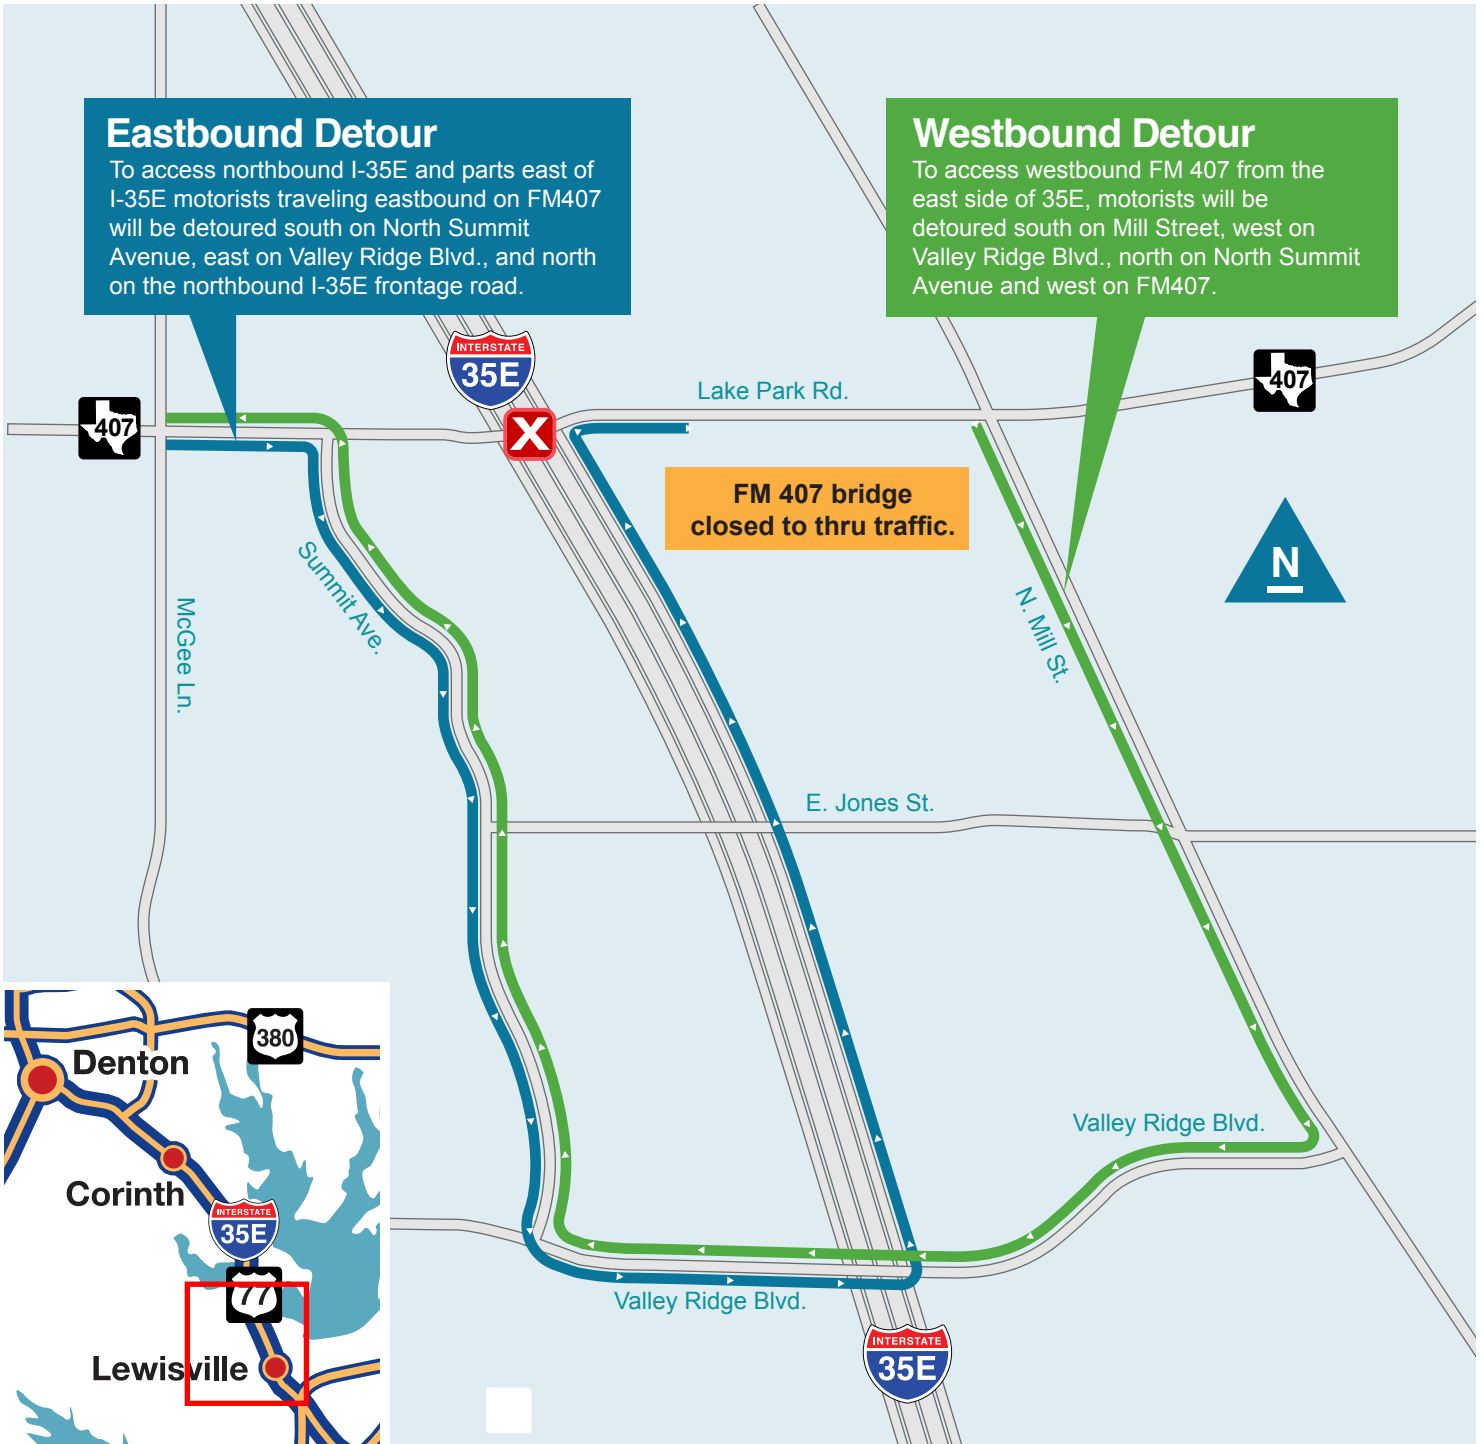 Eastbound Detour
To access northbound I-35E and parts east of
I-35E motorists traveling eastbound on FM407
will be detoured south on North Summit
Avenue, east on Valley Ridge Blvd., and north
on the northbound I-35E frontage road.
Westbound Detour
To access westbound FM 407 from the
east side of 35E, motorists will be
detoured south on Mill Street, west on
Valley Ridge Blvd., north on North Summit
Avenue and west on FM407.
INTERSTATE
35E
407
Lake Park Rd.
407
X
FM 407 bridge
closed to thru traffic.
N
Summit Ave.
McGee Ln.
N. Mill St.
E. Jones St.
Valley Ridge Blvd.
Valley Ridge Blvd.
INTERSTATE
35E
380
Denton
Corinth
INTERSTATE
35E
77
Lewisville